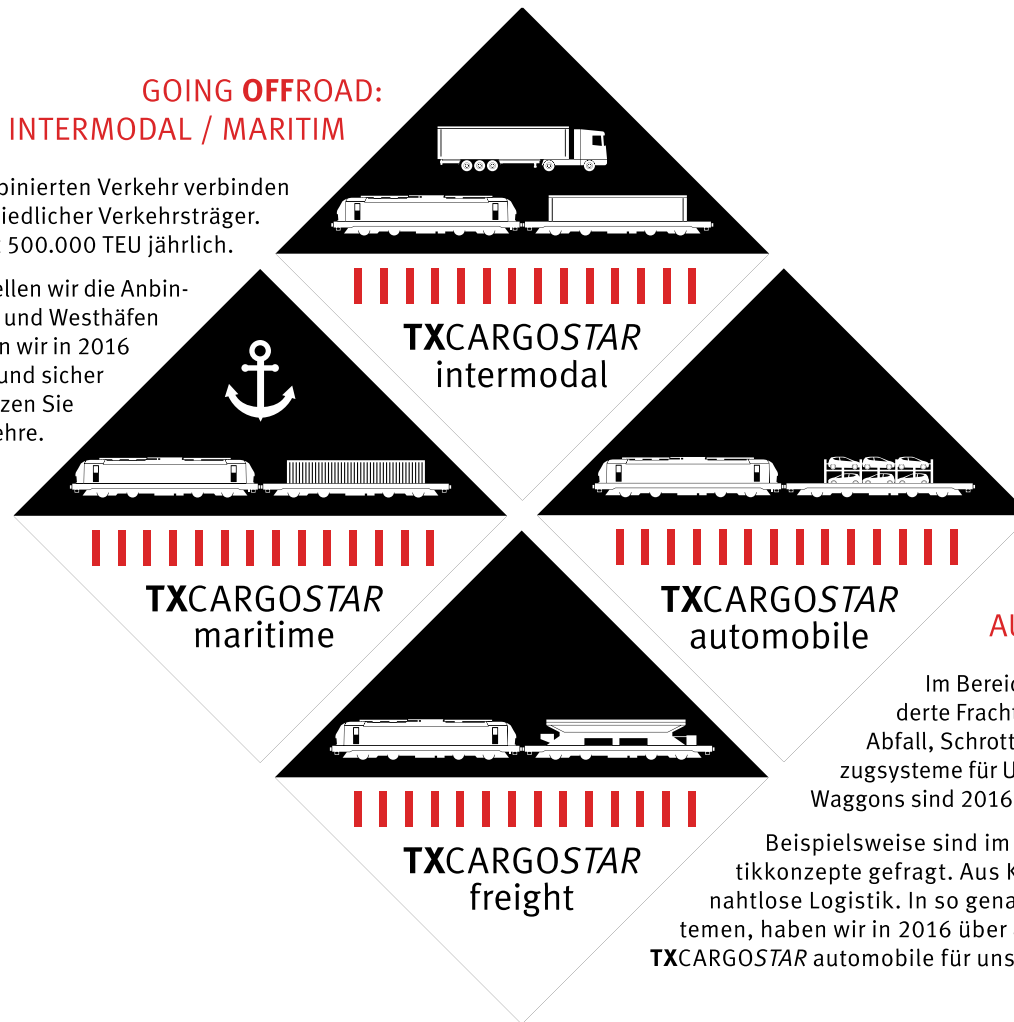 GOING OFFROAD:
INTERMODAL / MARITIM
binierten Verkehr verbinden
iedlicher Verkehrsträger.
500.000 TEU jährlich.
ellen wir die Anbin-
und Westhäfen
n wir in 2016
und sicher
zen Sie
ehre.
TXCARGOSTAR
intermodal
TXCARGOSTAR
maritime
TXCARGOSTAR
automobile
TXCARGOSTAR
freight
AU
Im Bereic
derte Fracht
Abfall, Schrott
zugsysteme für U
Waggons sind 2016
Beispielsweise sind im
tikkonzepte gefragt. Aus K
nahtlose Logistik. In so gena
temen, haben wir in 2016 über
TXCARGOSTAR automobile für uns